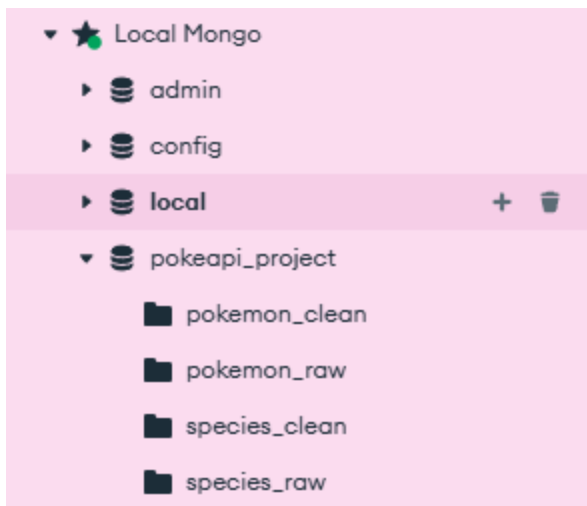 Local Mongo
admin
config
local
pokeapi_project
pokemon_clean
pokemon_raw
species_clean
species_raw